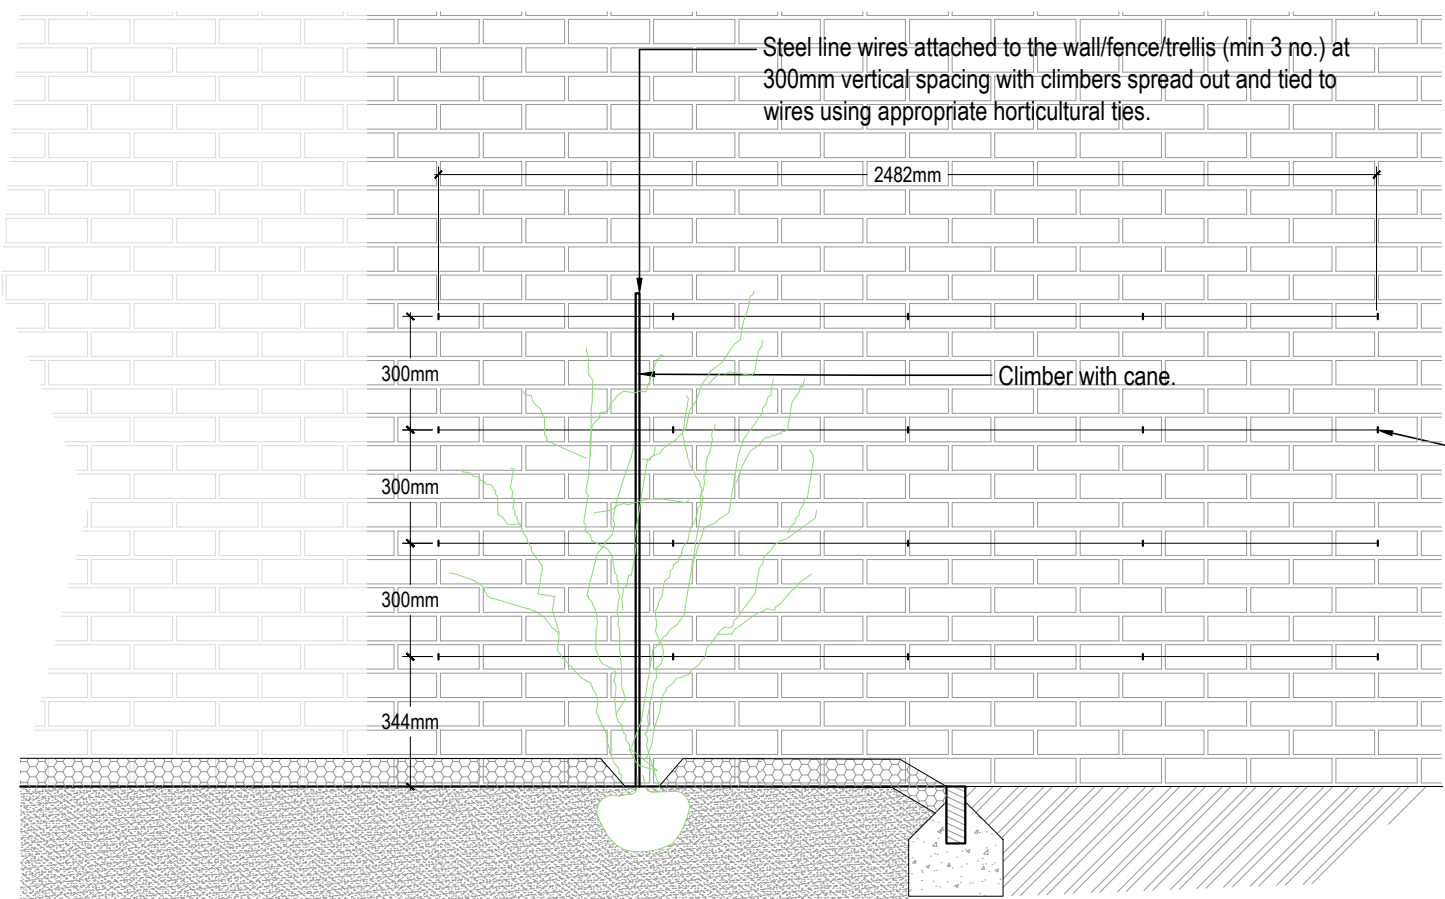 Steel line wires attached to the wall/fence/trellis (min 3 no.) at
300mm vertical spacing with climbers spread out and tied to
wires using appropriate horticultural ties.
2482mm
300mm
Climber with cane.
300mm
300mm
344mm